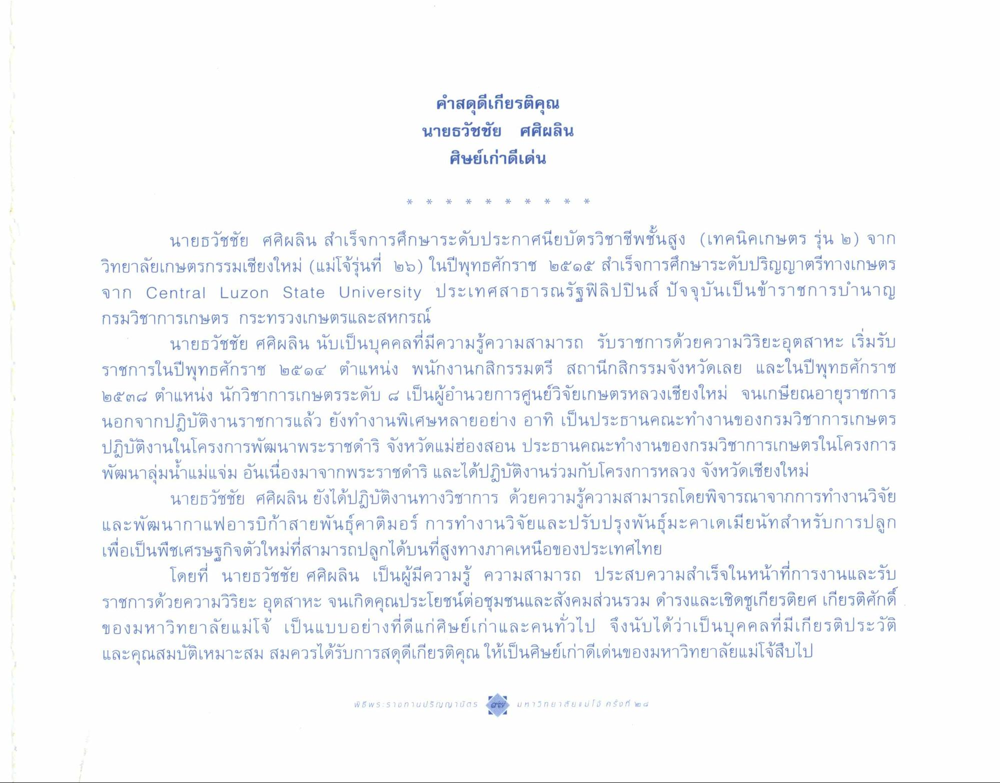 คำสดุดีเกียรติคุณ
นายธวัชชัย ศศิผลิน
ศิษย์เก่าดีเด่น
* * * * * * * * * *
นายธวัชชัย ศศิผลิน สำเร็จการศึกษาระดับประกาศนียบัตรวิชาชีพชั้นสูง (เทคนิคเกษตร รุ่น ๒) จาก
วิทยาลัยเกษตรกรรมเชียงใหม่ (แม่โจ้รุ่นที่ ๒๖) ในปีพุทธศักราช ๒๕๑๕ สำเร็จการศึกษาระดับปริญญาตรีทางเกษตร
จาก Central Luzon State University ประเทศสาธารณรัฐฟิลิปปินส์ ปัจจุบันเป็นข้าราชการบำนาญ
กรมวิชาการเกษตร กระทรวงเกษตรและสหกรณ์
นายธวัชชัย ศศิผลิน นับเป็นบุคคลที่มีความรู้ความสามารถ รับราชการด้วยความวิริยะอุตสาหะ เริ่มรับ
ราชการในปีพุทธศักราช ๒๕๑๔ ตำแหน่ง พนักงานกสิกรรมตรี สถานีกสิกรรมจังหวัดเลย และในปีพุทธศักราช
๒๕๓๘ ตำแหน่ง นักวิชาการเกษตรระดับ ๘ เป็นผู้อำนวยการศูนย์วิจัยเกษตรหลวงเชียงใหม่ จนเกษียณอายุราชการ
นอกจากปฏิบัติงานราชการแล้ว ยังทำงานพิเศษหลายอย่าง อาทิ เป็นประธานคณะทำงานของกรมวิชาการเกษตร
ปฏิบัติงานในโครงการพัฒนาพระราชดำริ จังหวัดแม่ฮ่องสอน ประธานคณะทำงานของกรมวิชาการเกษตรในโครงการ
พัฒนาลุ่มน้ำแม่แจ่ม อันเนื่องมาจากพระราชดำริ และได้ปฏิบัติงานร่วมกับโครงการหลวง จังหวัดเชียงใหม่
นายธวัชชัย ศศิผลิน ยังได้ปฏิบัติงานทางวิชาการ ด้วยความรู้ความสามารถโดยพิจารณาจากการทำงานวิจัย
และพัฒนากาแฟอารบิก้าสายพันธุ์คาติมอร์ การทำงานวิจัยและปรับปรุงพันธุ์มะคาเดเมียนัทสำหรับการปลูก
เพื่อเป็นพืชเศรษฐกิจตัวใหม่ที่สามารถปลูกได้บนที่สูงทางภาคเหนือของประเทศไทย
โดยที่ นายธวัชชัย ศศิผลิน เป็นผู้มีความรู้ ความสามารถ ประสบความสำเร็จในหน้าที่การงานและรับ
ราชการด้วยความวิริยะ อุตสาหะ จนเกิดคุณประโยชน์ต่อชุมชนและสังคมส่วนรวม ดำรงและเชิดชูเกียรติยศ เกียรติศักดิ์
ของมหาวิทยาลัยแม่โจ้ เป็นแบบอย่างที่ดีแก่ศิษย์เก่าและคนทั่วไป จึงนับได้ว่าเป็นบุคคลที่มีเกียรติประวัติ
และคุณสมบัติเหมาะสม สมควรได้รับการสดุดีเกียรติคุณ ให้เป็นศิษย์เก่าดีเด่นของมหาวิทยาลัยแม่โจ้สืบไป
พิธีพระราชทานปริญญาบัตร มหาวิทยาลัยแม่โจ้ ครั้งที่ ๒๘